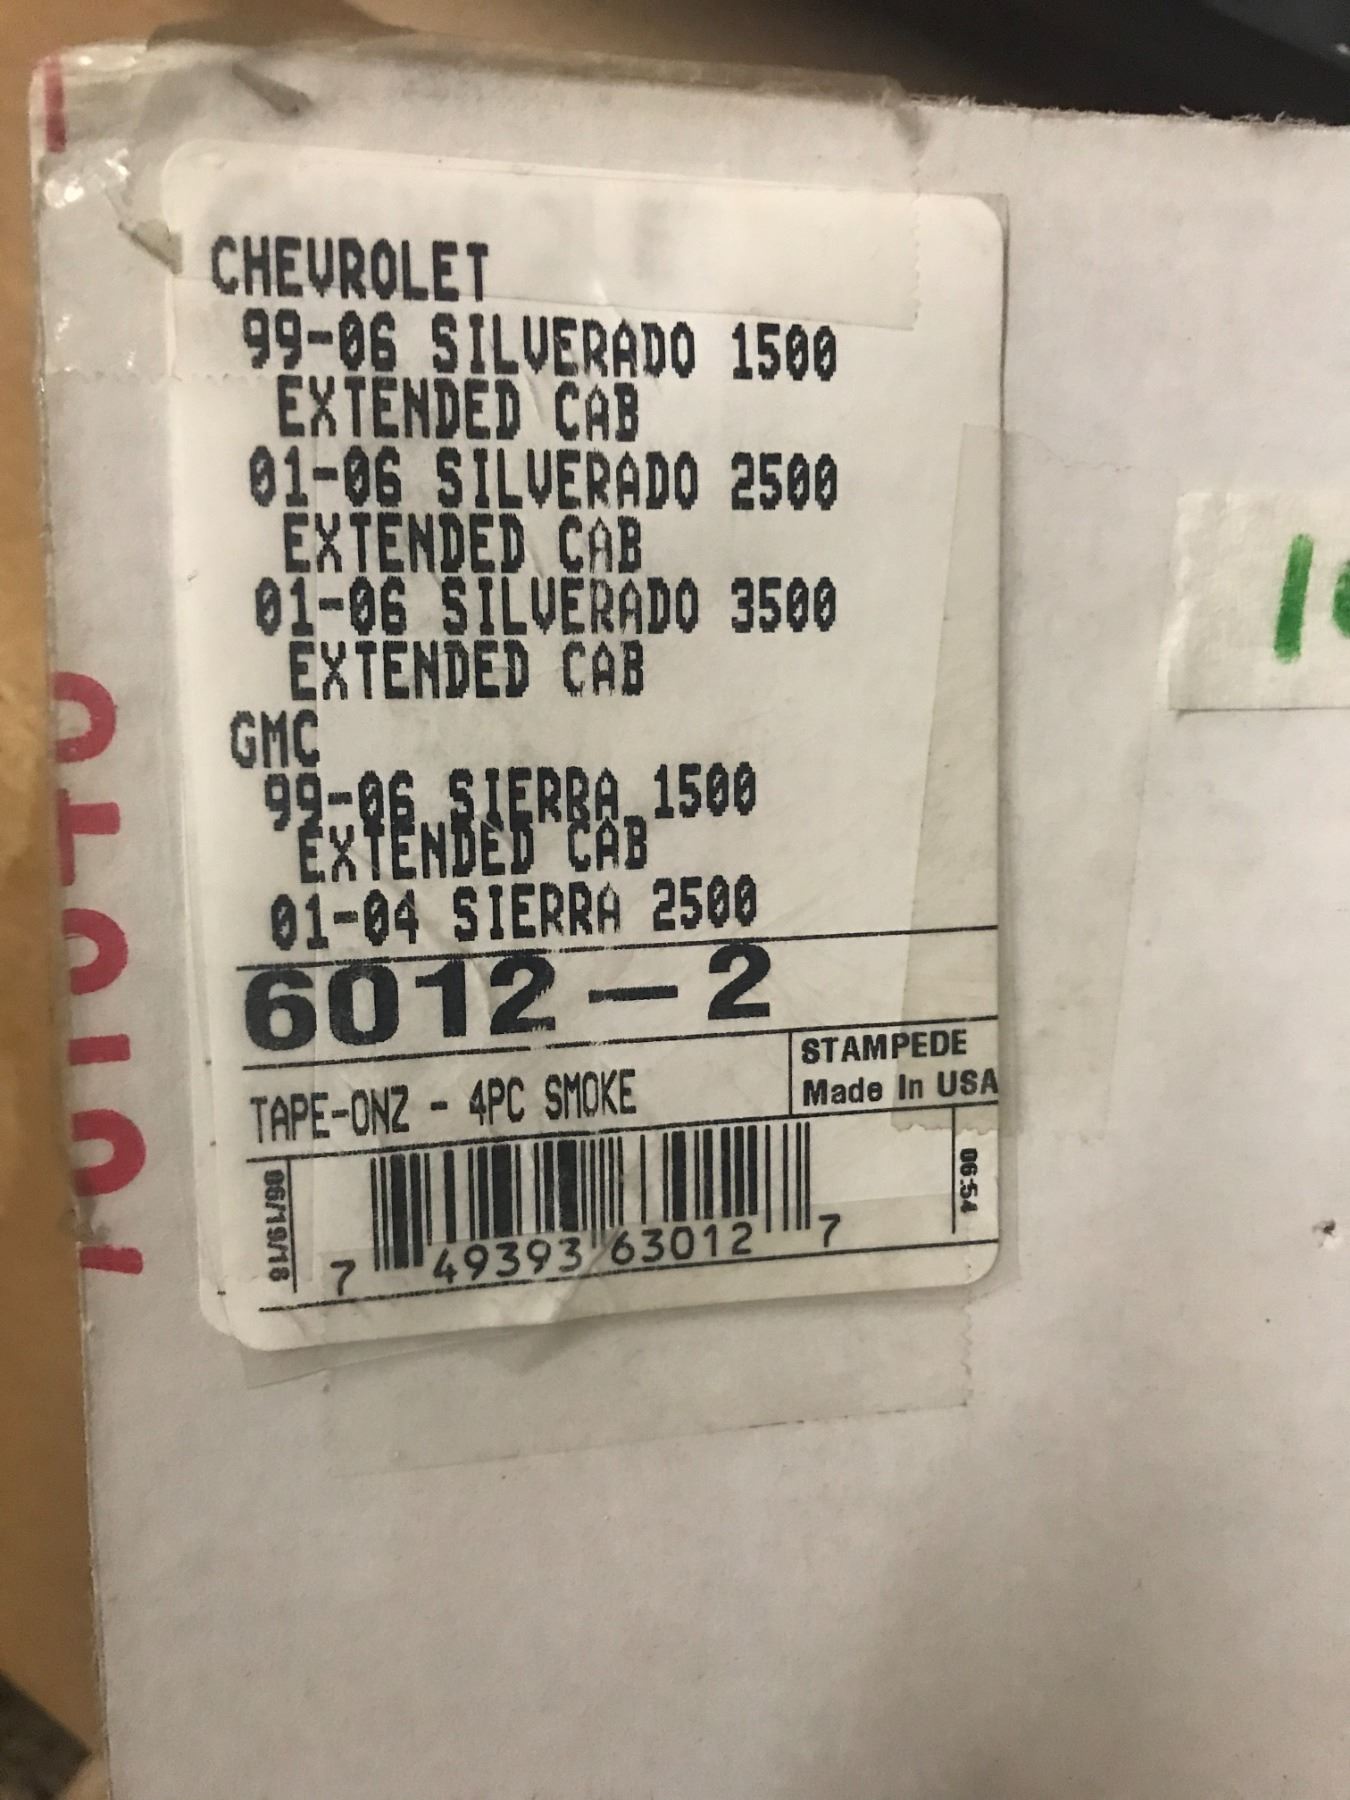 CHEVROLET
99-06 SILVERADO 1500
EXTENDED CAB
01-06 SILVERADO 2500
EXTENDED CAB
01-06 SILVERADO 3500
EXTENDED CAB
GMC
99-06 SIERRA 1500
EXTENDED CAB
01-04 SIERRA 2500
6012-2
TAPE-ONZ - 4PC SMOKE
STAMPEDE
Made In USA
06/19/18
06:54
7 49393 63012 7